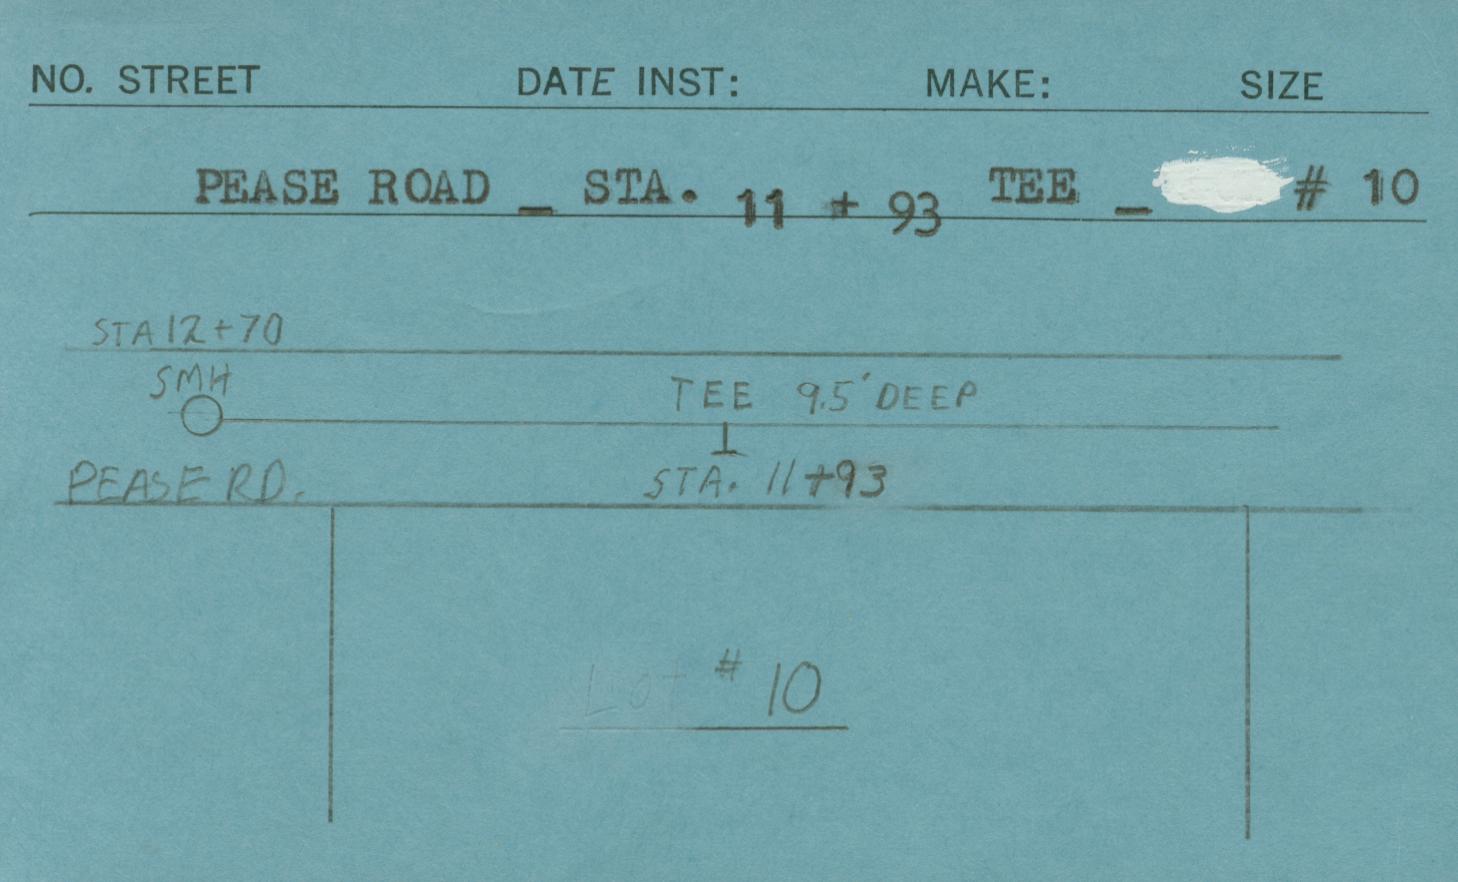 NO. STREET DATE INST: MAKE: SIZE
PEASE ROAD _ STA. 11 + 93 TEE _ # 10
STA 12+70
SMH
TEE 9.5' DEEP
PEASE RD.
STA. 11+93
Lot # 10